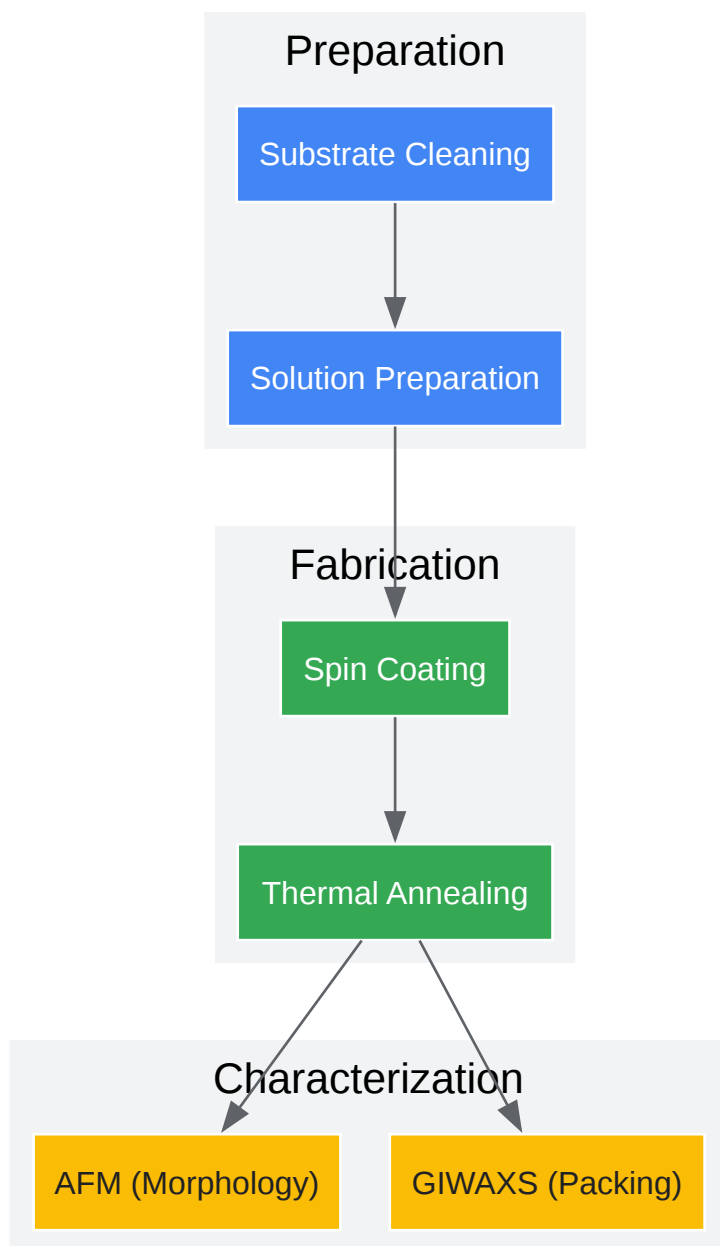 Preparation
Substrate Cleaning
Solution Preparation
Fabrication
Spin Coating
Thermal Annealing
Characterization
AFM (Morphology)
GIWAXS (Packing)